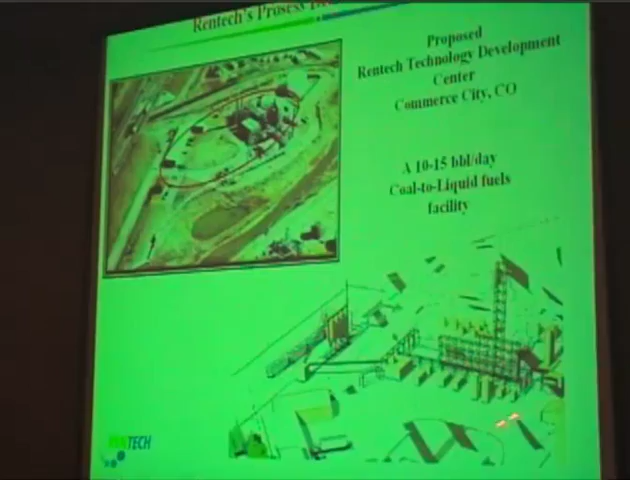 Rentech's Prosess
Proposed
Rentech Technology Development
Center
Commerce City, CO
A 10-15 bbl/day
Coal-to-Liquid fuels
facility
RENTECH